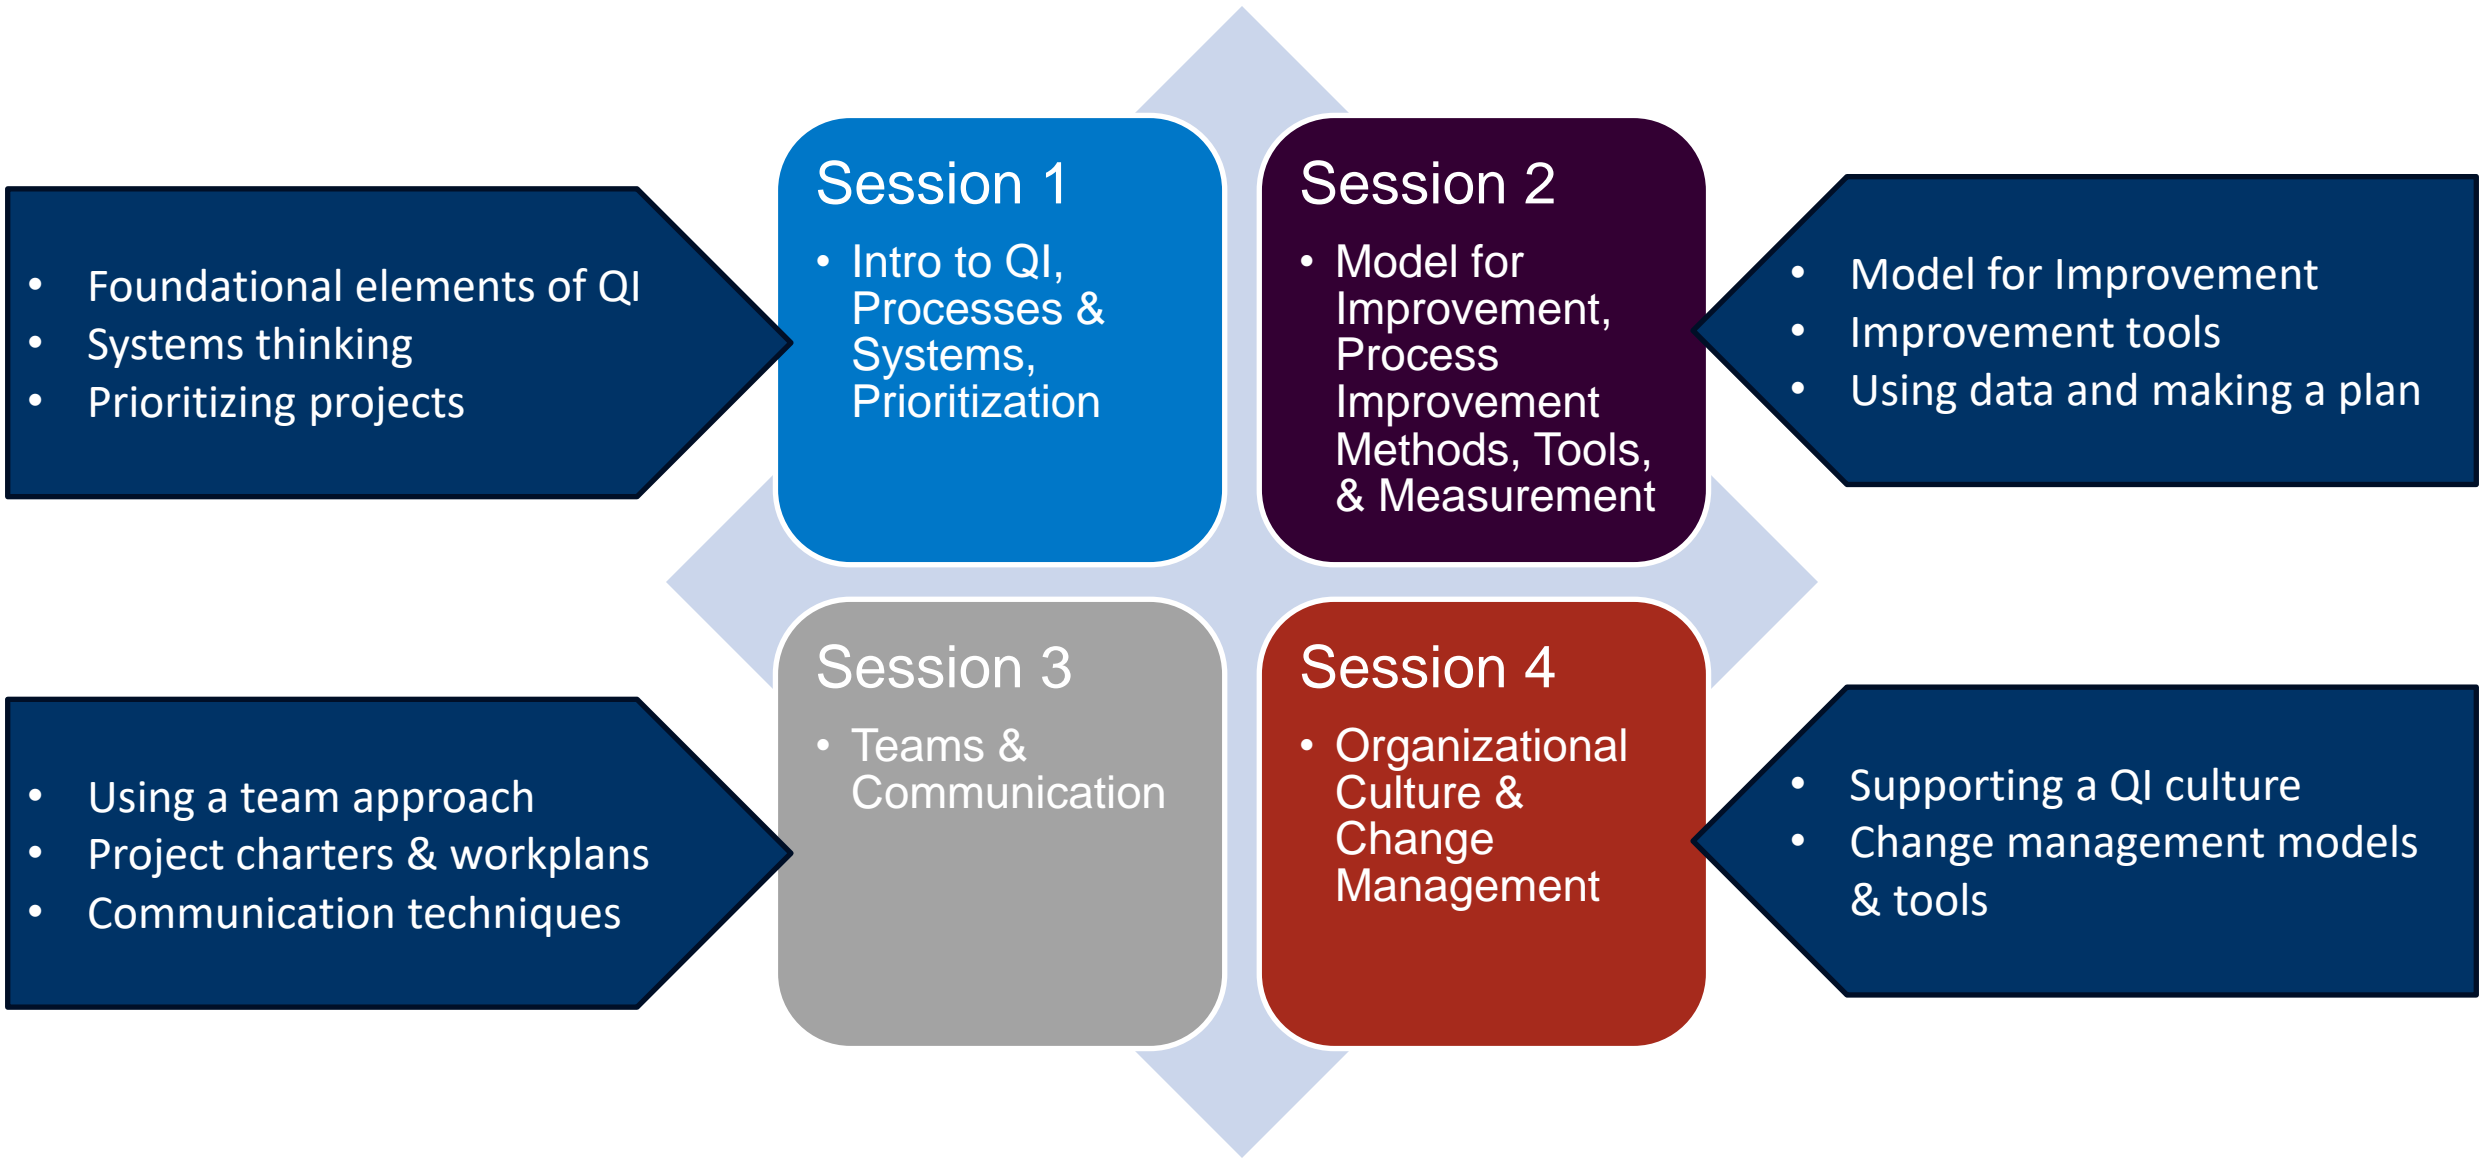 • Foundational elements of QI
• Systems thinking
• Prioritizing projects
Session 1
• Intro to QI,
Processes &
Systems,
Prioritization
Session 2
• Model for
Improvement,
Process
Improvement
Methods, Tools,
& Measurement
• Model for Improvement
• Improvement tools
• Using data and making a plan
• Using a team approach
• Project charters & workplans
• Communication techniques
Session 3
• Teams &
Communication
Session 4
• Organizational
Culture &
Change
Management
• Supporting a QI culture
• Change management models
& tools